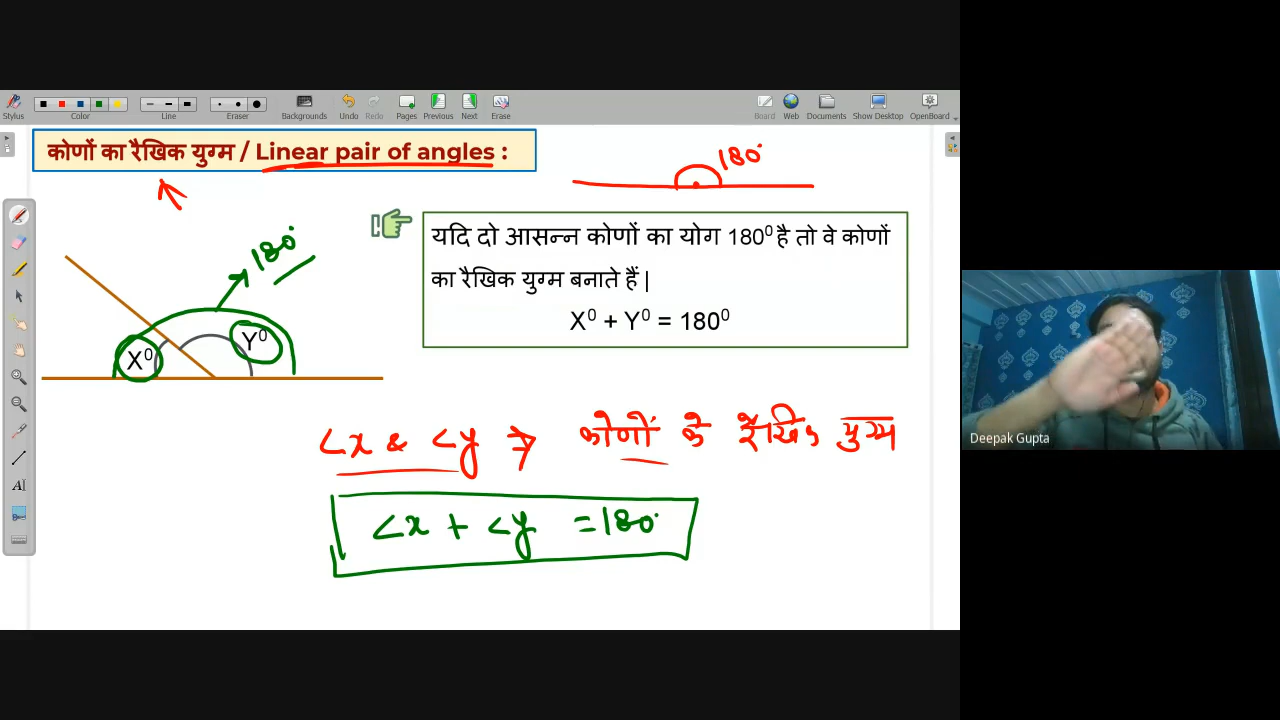 Stylus Color Line Eraser Backgrounds Undo Redo Pages Previous Next Erase Board Web Documents Show Desktop OpenBoard
कोणों का रैखिक युग्म / Linear pair of angles :
180°
180°
यदि दो आसन्न कोणों का योग 180⁰ है तो वे कोणों
का रैखिक युग्म बनाते हैं |
X⁰ + Y⁰ = 180⁰
X⁰ Y⁰
∠x & ∠y → कोणों के रैखिक युग्म
∠x + ∠y = 180°
Deepak Gupta